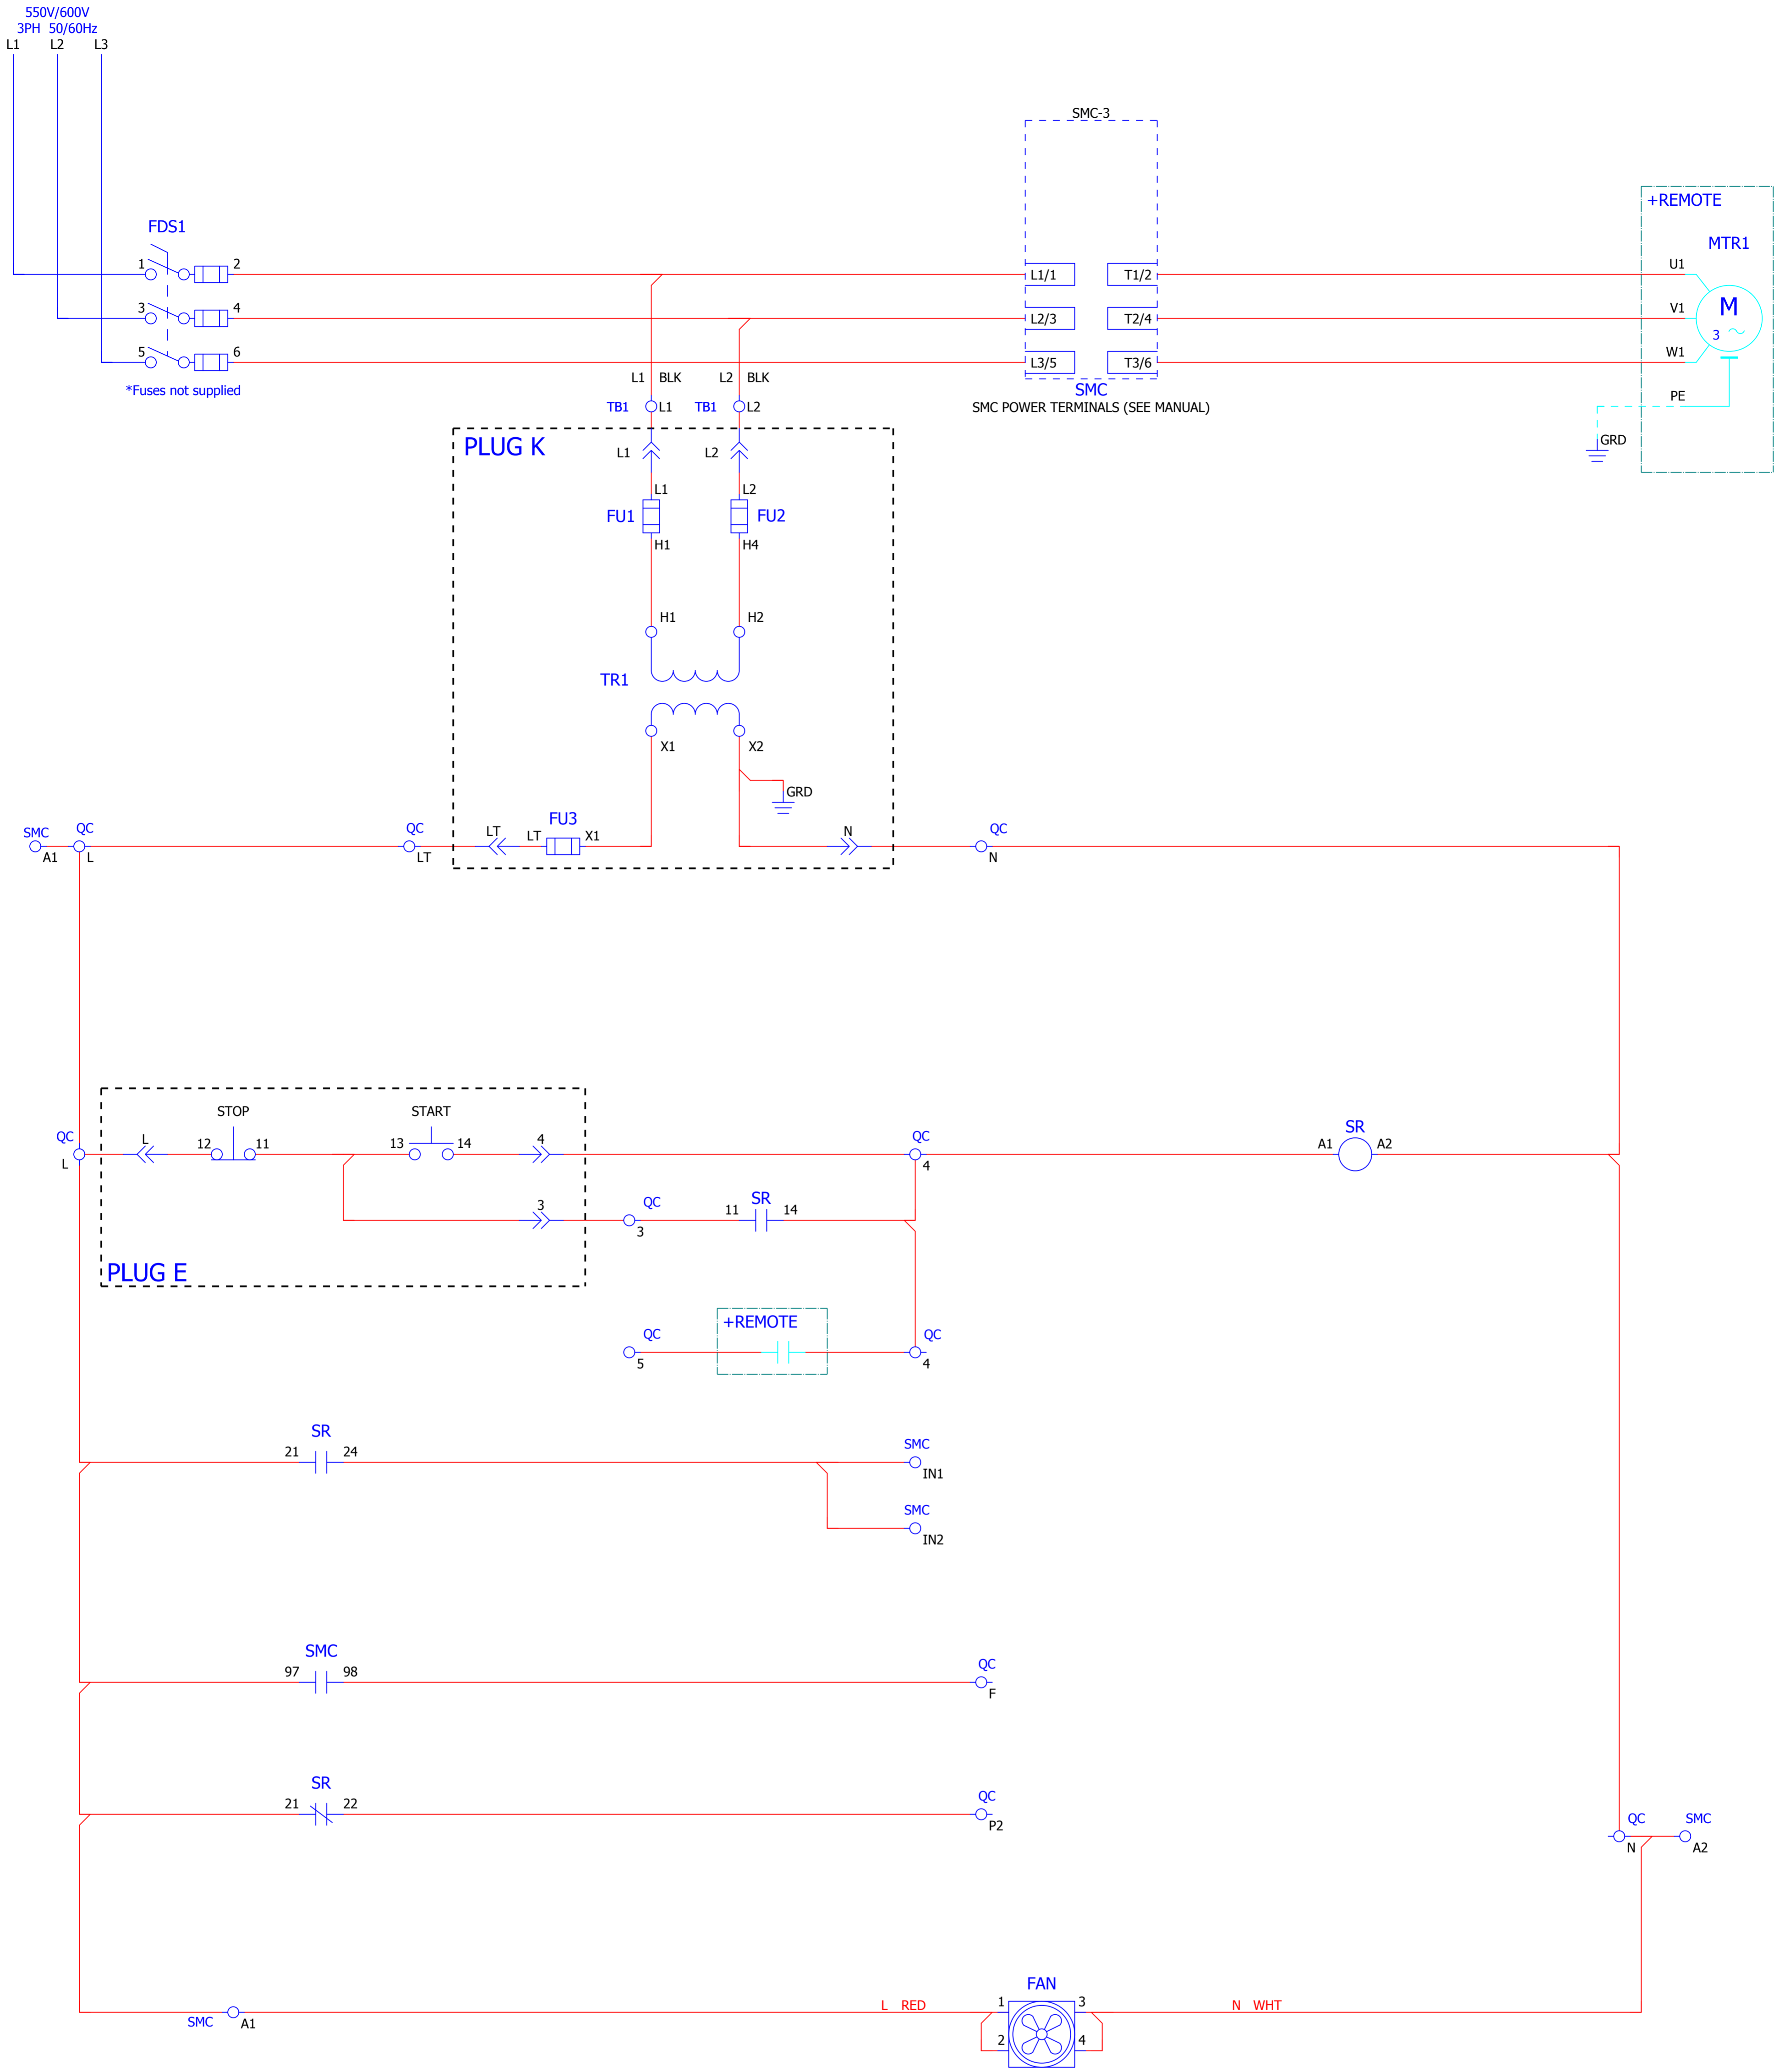 550V/600V
3PH 50/60Hz
L1 L2 L3
SMC-3
+REMOTE
MTR1
FDS1
1 2 L1/1 T1/2 U1
3 4 L2/3 T2/4 V1 M
3
5 6 L3/5 T3/6 W1
*Fuses not supplied
L1 BLK L2 BLK
SMC
PE
TB1 L1 TB1 L2
SMC POWER TERMINALS (SEE MANUAL)
GRD
PLUG K
L1 L2
L1 L2
FU1 FU2
H1 H4
H1 H2
TR1
X1 X2
GRD
FU3
SMC QC QC LT LT X1 N QC
A1 L LT N
STOP START
QC L 12 11 13 14 4 QC SR
A1 A2
L 4
3 QC SR
11 14
3
PLUG E
+REMOTE
QC QC
5 4
SR
21 24 SMC
IN1
SMC
IN2
SMC
97 98 QC
F
SR
21 22 QC
P2
QC SMC
N A2
FAN
L RED 1 3 N WHT
SMC A1
2 4